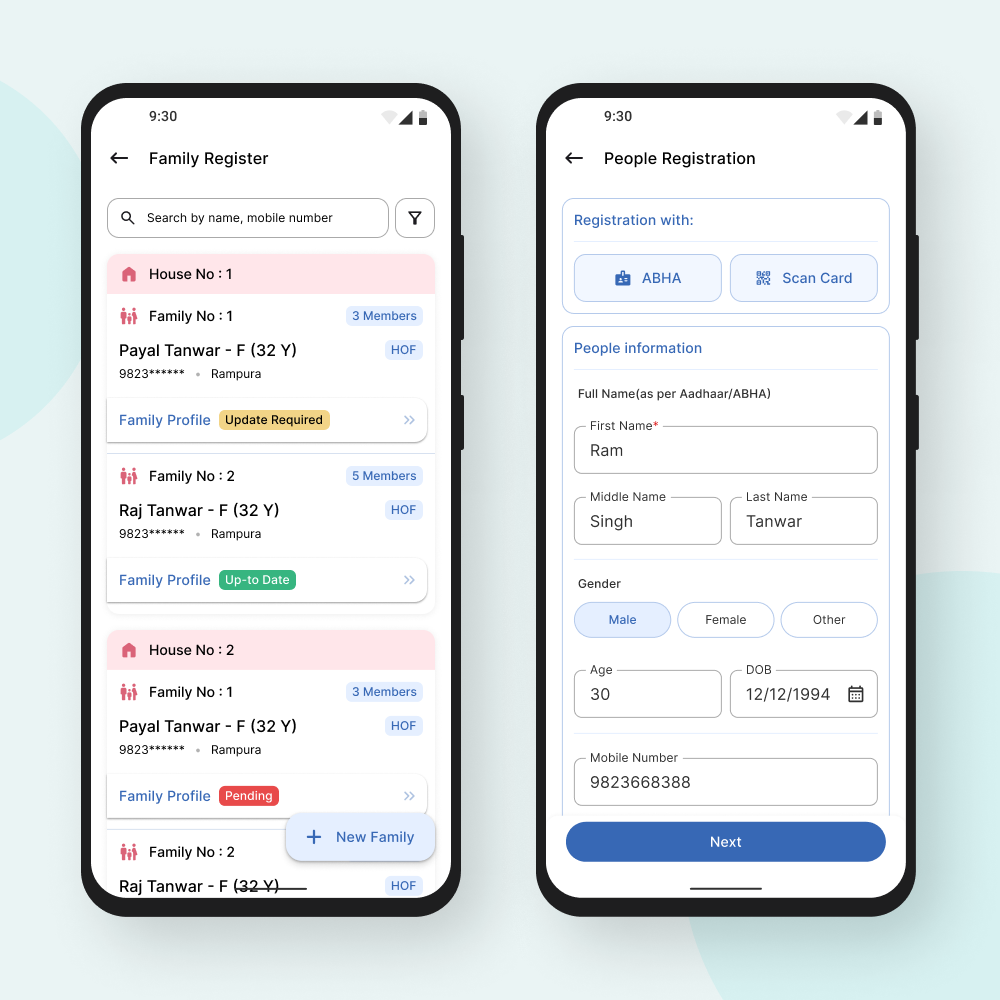 9:30
Family Register
Search by name, mobile number
House No : 1
Family No : 1
3 Members
Payal Tanwar - F (32 Y)
HOF
9823****** • Rampura
Family Profile
Update Required
Family No : 2
5 Members
Raj Tanwar - F (32 Y)
HOF
9823****** • Rampura
Family Profile
Up-to Date
House No : 2
Family No : 1
3 Members
Payal Tanwar - F (32 Y)
HOF
9823****** • Rampura
Family Profile
Pending
New Family
Family No : 2
Raj Tanwar - F (32 Y)
HOF
9:30
People Registration
Registration with:
ABHA
Scan Card
People information
Full Name(as per Aadhaar/ABHA)
First Name*
Ram
Middle Name
Singh
Last Name
Tanwar
Gender
Male
Female
Other
Age
30
DOB
12/12/1994
Mobile Number
9823668388
Next